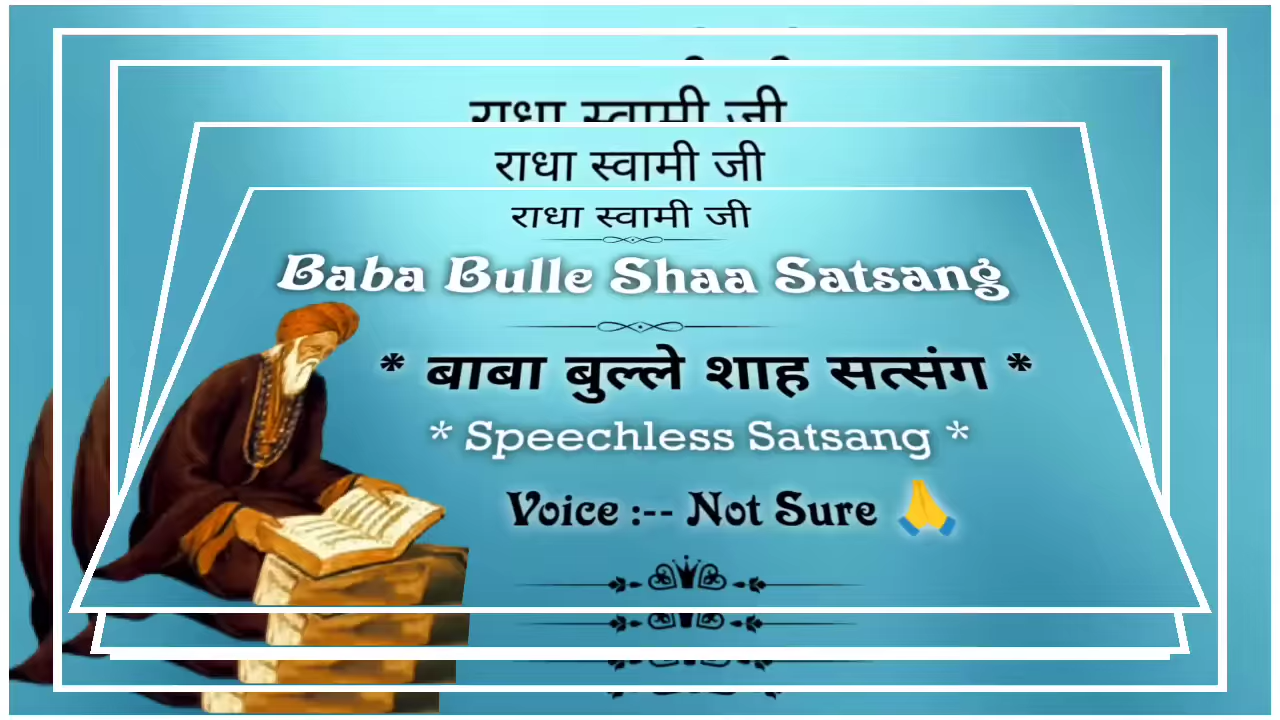 राधा स्वामी जी
राधा स्वामी जी
राधा स्वामी जी
Baba Bulle Shaa Satsang
* बाबा बुल्ले शाह सत्संग *
* Speechless Satsang *
Voice :-- Not Sure 🙏